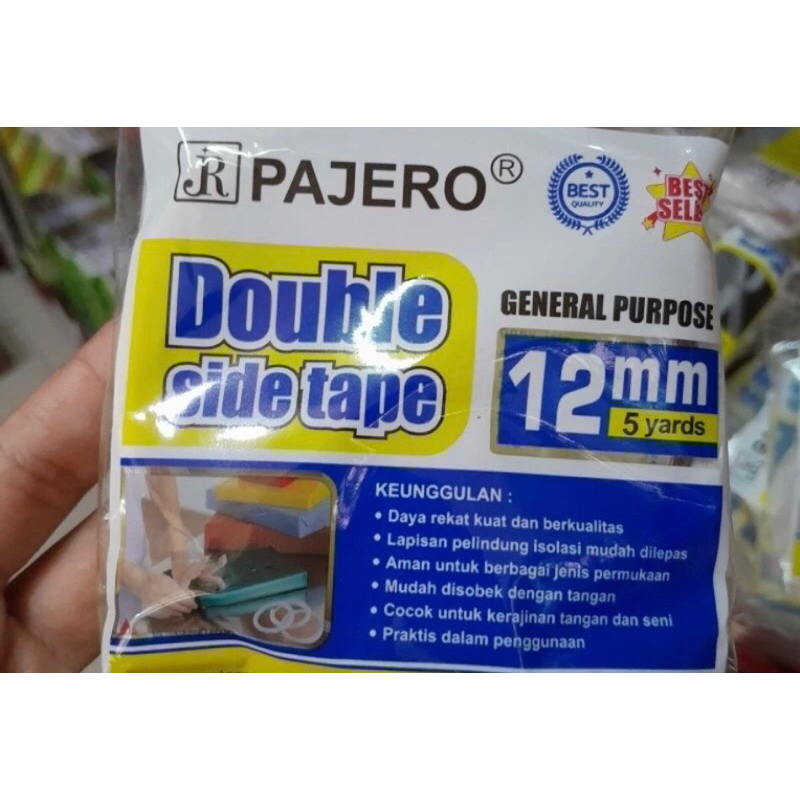 JR PAJERO®
BEST
QUALITY
BEST
Double
side tape
GENERAL PURPOSE
12mm
5 yards
KEUNGGULAN :
• Daya rekat kuat dan berkualitas
• Lapisan pelindung isolasi mudah dilepas
• Aman untuk berbagai jenis permukaan
• Mudah disobek dengan tangan
• Cocok untuk kerajinan tangan dan seni
• Praktis dalam penggunaan